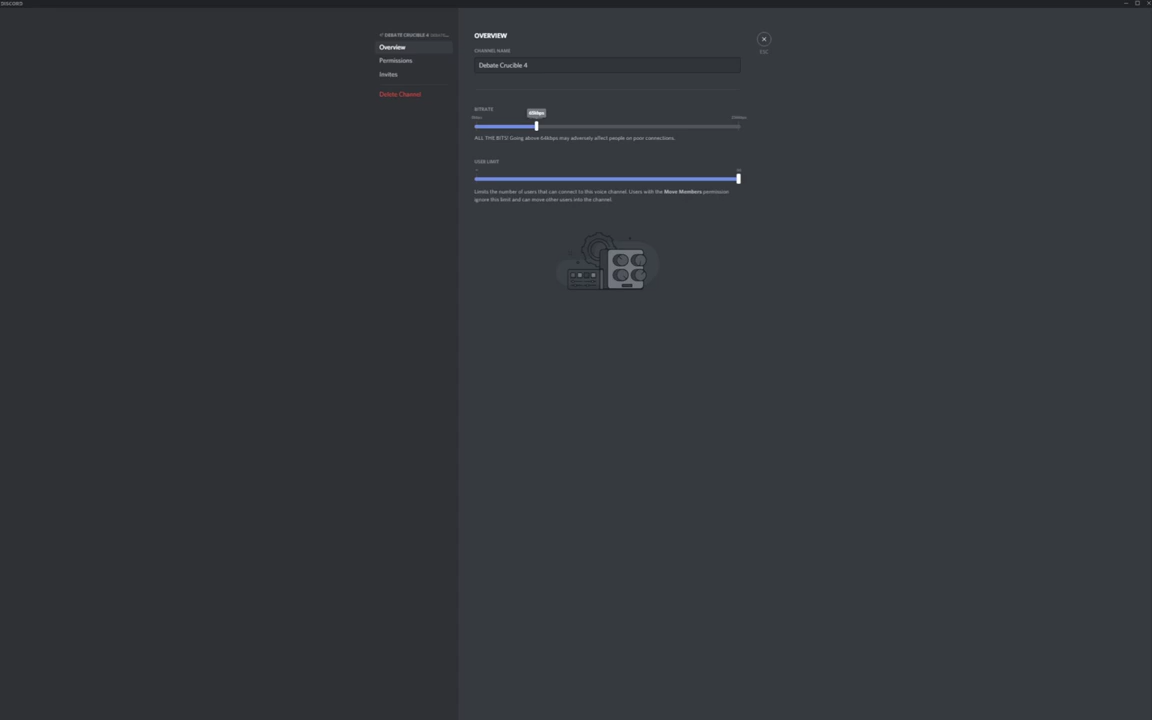 DISCORD
DEBATE CRUCIBLE 4
Overview
Permissions
Invites
Delete Channel
OVERVIEW
ESC
CHANNEL NAME
Debate Crucible 4
BITRATE
ALL THE BITS! Going above 64kbps may adversely affect people on poor connections.
USER LIMIT
Limits the number of users that can connect to this voice channel. Users with the Move Members permission
ignore this limit and can move other users into the channel.